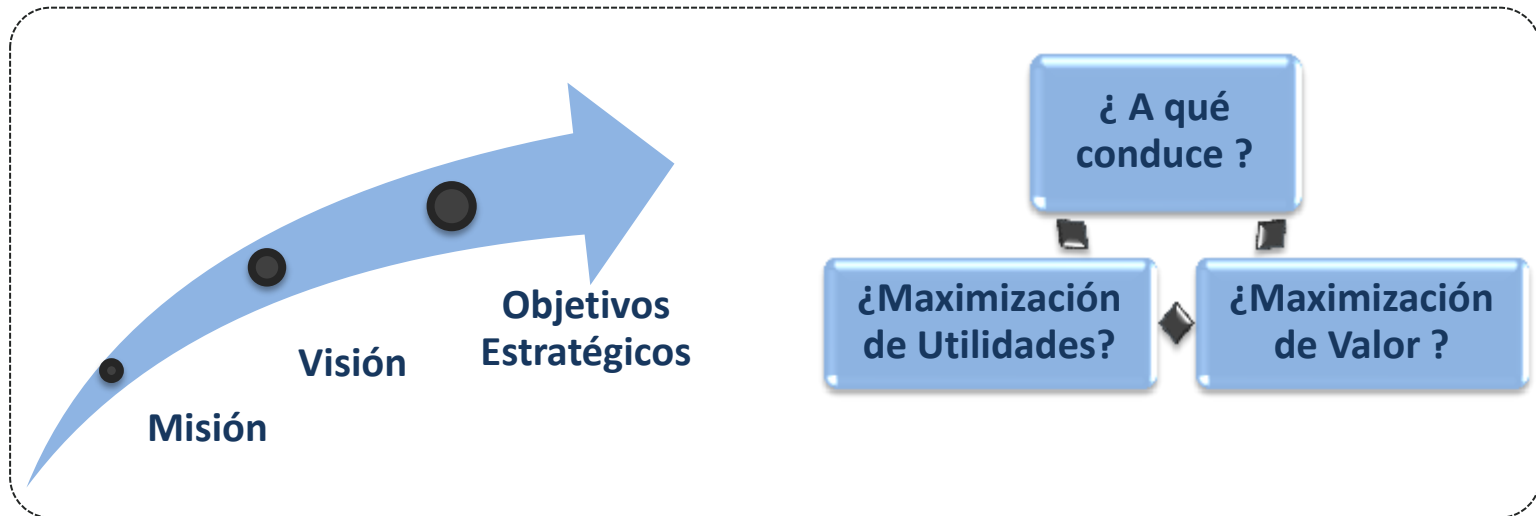 Misión
Visión
Objetivos
Estratégicos
¿ A qué
conduce ?
¿Maximización
de Utilidades?
¿Maximización
de Valor ?